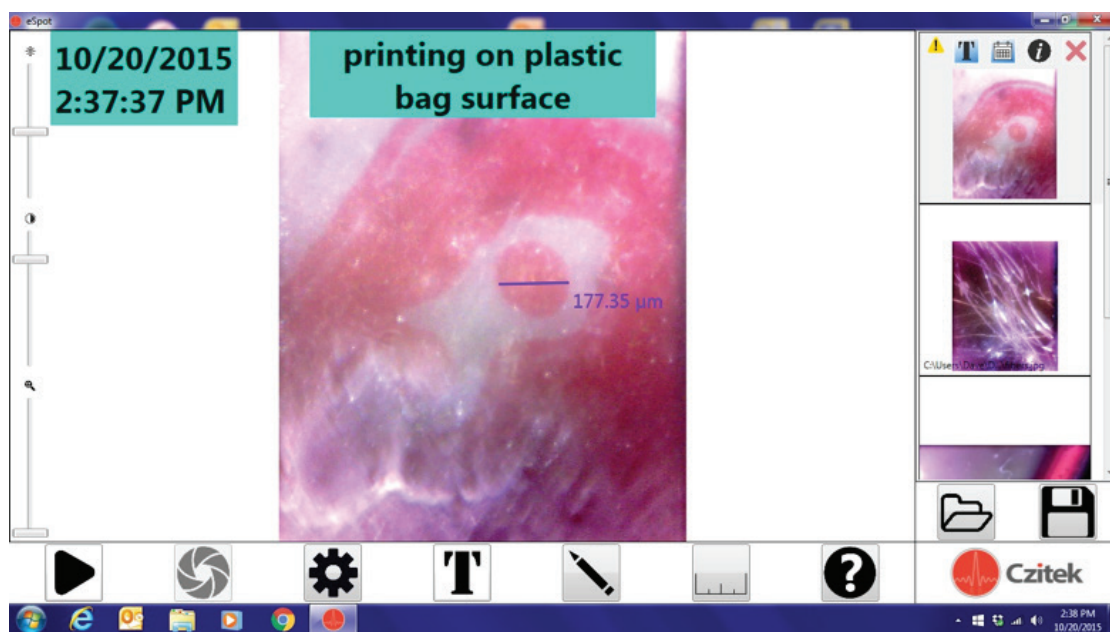 eSpot
10/20/2015
2:37:37 PM
printing on plastic
bag surface
177.35 μm
T
i
T
?
Czitek
2:38 PM
10/20/2015